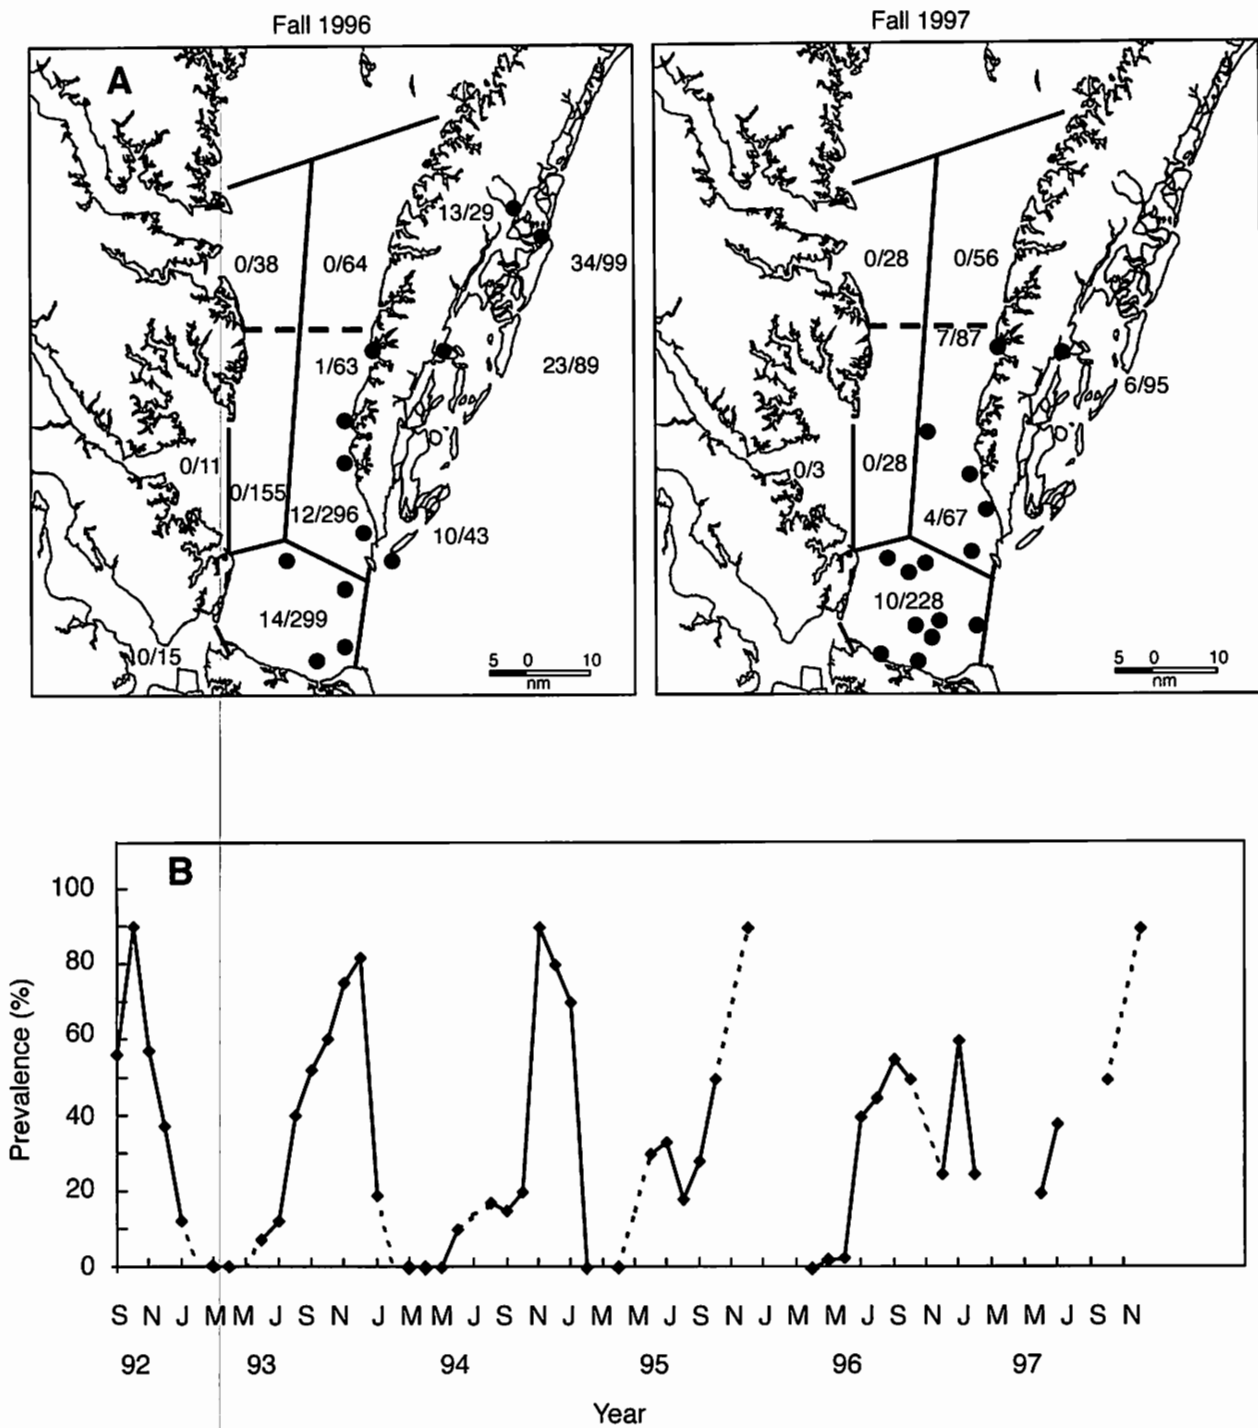 Fall 1996
Fall 1997
A
13/29
0/38
0/64
34/99
1/63
23/89
0/11
0/155
12/296
10/43
14/299
0/15
5 0 10
nm
0/28
0/56
7/87
6/95
0/3
0/28
4/67
10/228
5 0 10
nm
B
Prevalence (%)
100
80
60
40
20
0
S N J M M J S N J M M J S N J M M J S N J M M J S N J M M J S N
92 93 94 95 96 97
Year